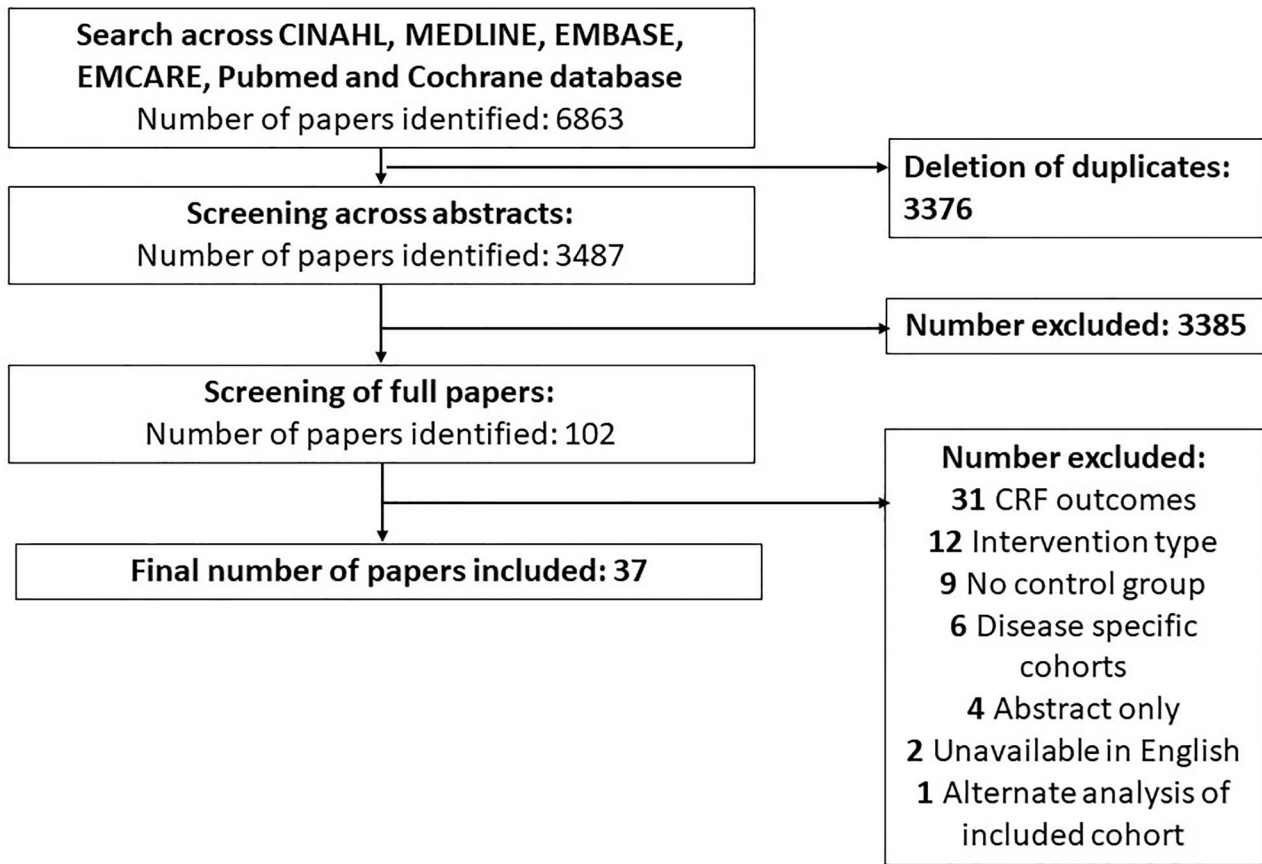 Search across CINAHL, MEDLINE, EMBASE,
EMCARE, Pubmed and Cochrane database
Number of papers identified: 6863
Deletion of duplicates:
3376
Screening across abstracts:
Number of papers identified: 3487
Number excluded: 3385
Screening of full papers:
Number of papers identified: 102
Number excluded:
31 CRF outcomes
12 Intervention type
9 No control group
6 Disease specific
cohorts
4 Abstract only
2 Unavailable in English
1 Alternate analysis of
included cohort
Final number of papers included: 37